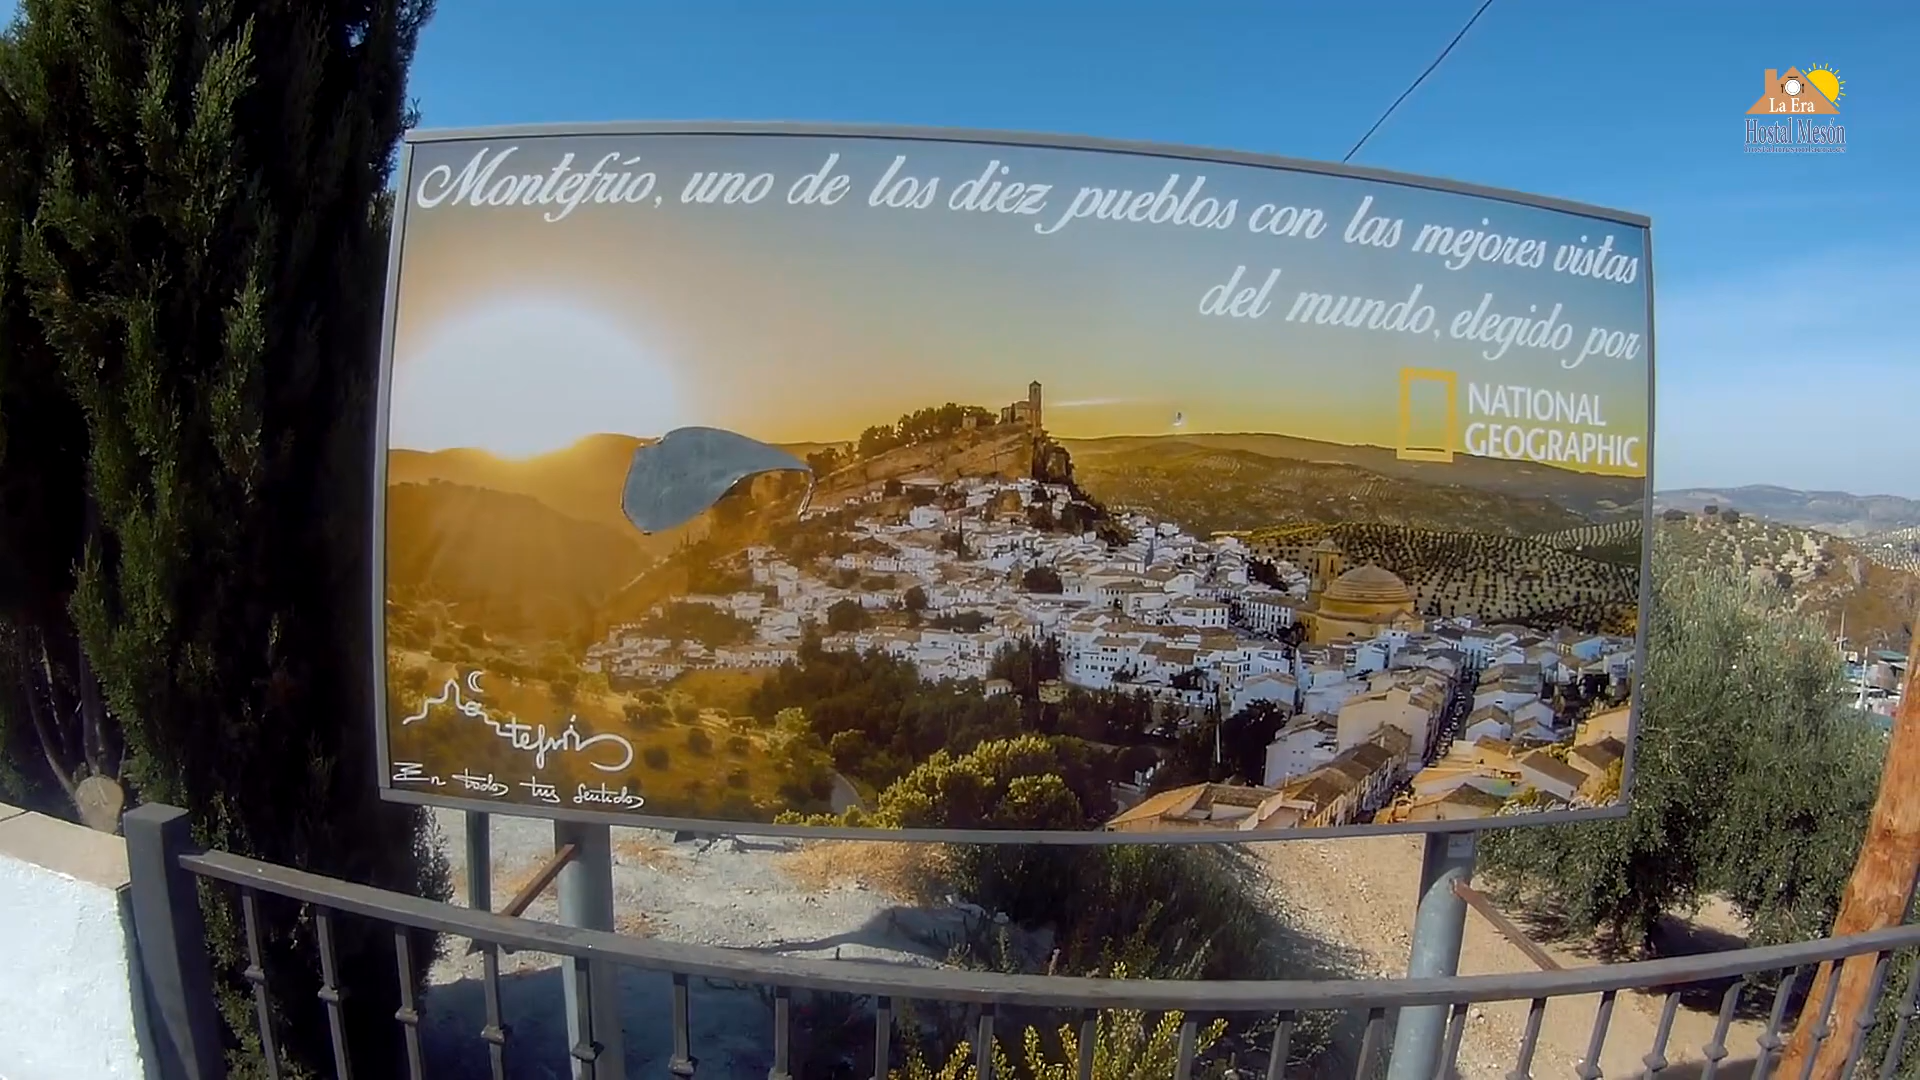 La Era
Hostal Mesón
Montefrío, uno de los diez pueblos con las mejores vistas
del mundo, elegido por
NATIONAL
GEOGRAPHIC
Montefrío
En todos tus sentidos